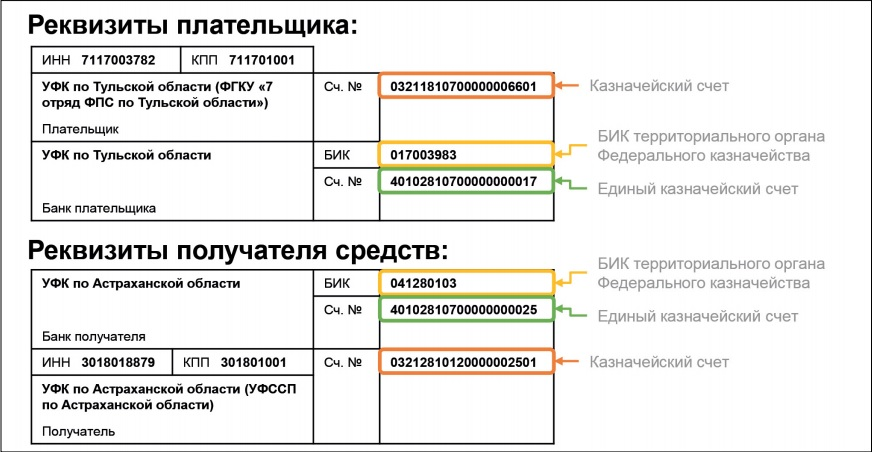 Реквизиты плательщика:
ИНН 7117003782 КПП 711701001
УФК по Тульской области (ФГКУ «7 Сч. № 03211810700000006601 Казначейский счет
отряд ФПС по Тульской области»)
Плательщик
БИК территориального органа
УФК по Тульской области БИК 017003983 Федерального казначейства
Сч. № 40102810700000000017 Единый казначейский счет
Банк плательщика
Реквизиты получателя средств:
БИК территориального органа
УФК по Астраханской области БИК 041280103 Федерального казначейства
Сч. № 40102810700000000025 Единый казначейский счет
Банк получателя
ИНН 3018018879 КПП 301801001 Сч. № 03212810120000002501 Казначейский счет
УФК по Астраханской области (УФССП
по Астраханской области)
Получатель